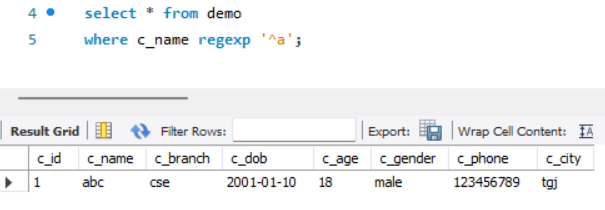 4 select * from demo
5 where c_name regexp '^a';
Result Grid Filter Rows: Export: Wrap Cell Content: IA
c_id c_name c_branch c_dob c_age c_gender c_phone c_city
1 abc cse 2001-01-10 18 male 123456789 tgj